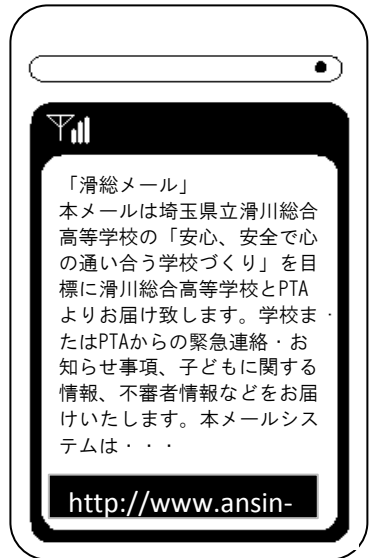 「滑総メール」
本メールは埼玉県立滑川総合
高等学校の「安心、安全で心
の通い合う学校づくり」を目
標に滑川総合高等学校とPTA
よりお届け致します。学校ま
たはPTAからの緊急連絡・お
知らせ事項、子どもに関する
情報、不審者情報などをお届
けいたします。本メールシス
テムは・・・
http://www.ansin-